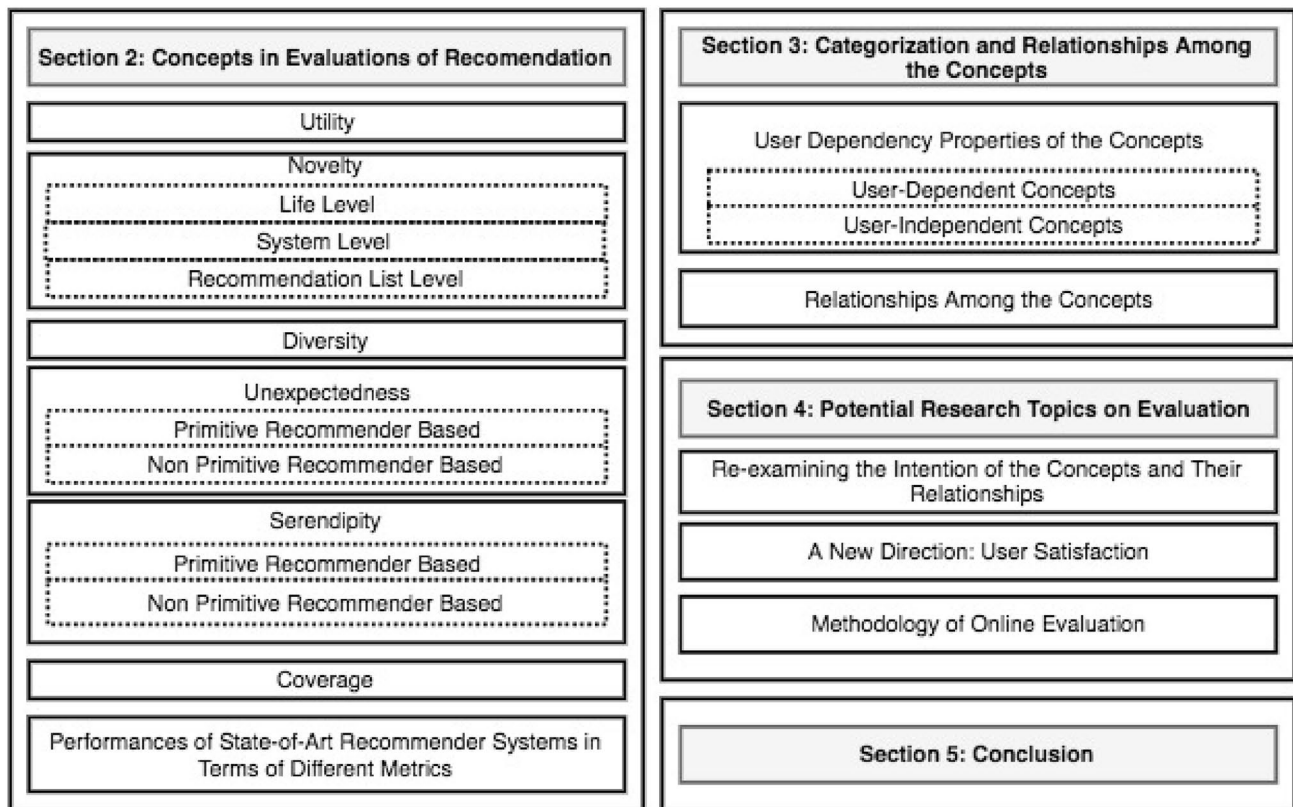 Section 2: Concepts in Evaluations of Recomendation
Utility
Novelty
Life Level
System Level
Recommendation List Level
Diversity
Unexpectedness
Primitive Recommender Based
Non Primitive Recommender Based
Serendipity
Primitive Recommender Based
Non Primitive Recommender Based
Coverage
Performances of State-of-Art Recommender Systems in
Terms of Different Metrics
Section 3: Categorization and Relationships Among
the Concepts
User Dependency Properties of the Concepts
User-Dependent Concepts
User-Independent Concepts
Relationships Among the Concepts
Section 4: Potential Research Topics on Evaluation
Re-examining the Intention of the Concepts and Their
Relationships
A New Direction: User Satisfaction
Methodology of Online Evaluation
Section 5: Conclusion